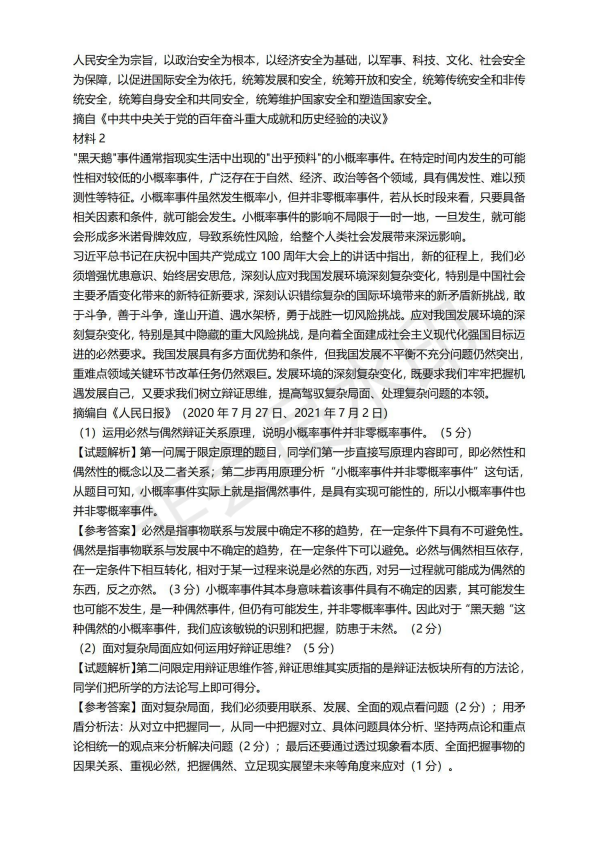 人民安全为宗旨，以政治安全为根本，以经济安全为基础，以军事、科技、文化、社会安全
为保障，以促进国际安全为依托，统筹发展和安全，统筹开放和安全，统筹传统安全和非传
统安全，统筹自身安全和共同安全，统筹维护国家安全和塑造国家安全。
摘自《中共中央关于党的百年奋斗重大成就和历史经验的决议》
材料 2
"黑天鹅"事件通常指现实生活中出现的"出乎预料"的小概率事件。在特定时间内发生的可能
性相对较低的小概率事件，广泛存在于自然、经济、政治等各个领域，具有偶发性、难以预
测性等特征。小概率事件虽然发生概率小，但并非零概率事件，若从长时段来看，只要具备
相关因素和条件，就可能会发生。小概率事件的影响不局限于一时一地，一旦发生，就可能
会形成多米诺骨牌效应，导致系统性风险，给整个人类社会发展带来深远影响。
习近平总书记在庆祝中国共产党成立 100 周年大会上的讲话中指出，新的征程上，我们必
须增强忧患意识、始终居安思危，深刻认应对我国发展环境深刻复杂变化，特别是中国社会
主要矛盾变化带来的新特征新要求，深刻认识错综复杂的国际环境带来的新矛盾新挑战，敢
于斗争，善于斗争，逢山开道、遇水架桥，勇于战胜一切风险挑战。应对我国发展环境的深
刻复杂变化，特别是其中隐藏的重大风险挑战，是向着全面建成社会主义现代化强国目标迈
进的必然要求。我国发展具有多方面优势和条件，但我国发展不平衡不充分问题仍然突出，
重难点领域关键环节改革任务仍然艰巨。发展环境的深刻复杂变化，既要求我们牢牢把握机
遇发展自己，又要求我们树立辩证思维，提高驾驭复杂局面、处理复杂问题的本领。
摘编自《人民日报》（2020 年 7 月 27 日、2021 年 7 月 2 日）
（1）运用必然与偶然辩证关系原理，说明小概率事件并非零概率事件。（5 分）
【试题解析】第一问属于限定原理的题目，同学们第一步直接写原理内容即可，即必然性和
偶然性的概念以及二者关系；第二步再用原理分析“小概率事件并非零概率事件”这句话，
从题目可知，小概率事件实际上就是指偶然事件，是具有实现可能性的，所以小概率事件也
并非零概率事件。
【参考答案】必然是指事物联系与发展中确定不移的趋势，在一定条件下具有不可避免性。
偶然是指事物联系与发展中不确定的趋势，在一定条件下可以避免。必然与偶然相互依存，
在一定条件下相互转化，相对于某一过程来说是必然的东西，对另一过程就可能成为偶然的
东西，反之亦然。（3 分）小概率事件其本身意味着该事件具有不确定的因素，其可能发生
也可能不发生，是一种偶然事件，但仍有可能发生，并非零概率事件。因此对于“黑天鹅 “这
种偶然的小概率事件，我们应该敏锐的识别和把握，防患于未然。（2 分）
（2）面对复杂局面应如何运用好辩证思维？（5 分）
【试题解析】第二问限定用辩证思维作答，辩证思维其实质指的是辩证法板块所有的方法论，
同学们把所学的方法论写上即可得分。
【参考答案】面对复杂局面，我们必须要用联系、发展、全面的观点看问题（2 分）；用矛
盾分析法：从对立中把握同一，从同一中把握对立、具体问题具体分析、坚持两点论和重点
论相统一的观点来分析解决问题（2 分）；最后还要通过透过现象看本质、全面把握事物的
因果关系、重视必然，把握偶然、立足现实展望未来等角度来应对（1 分）。